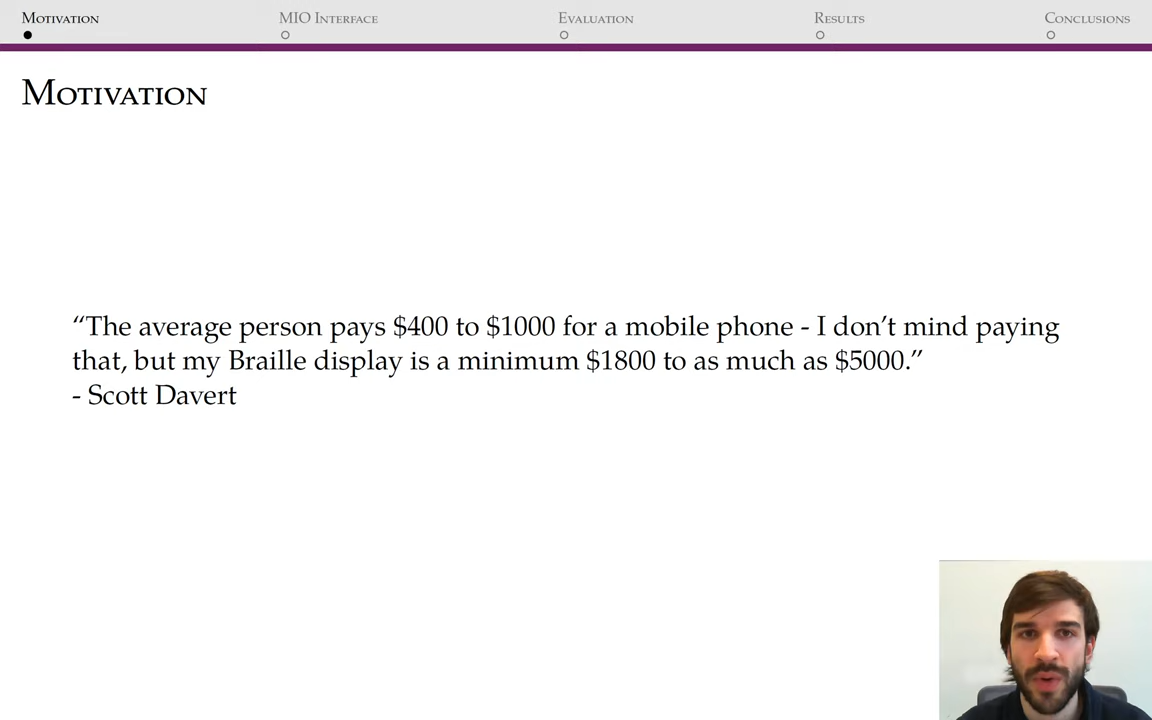 Motivation
MIO Interface
Evaluation
Results
Conclusions
Motivation
“The average person pays $400 to $1000 for a mobile phone - I don’t mind paying
that, but my Braille display is a minimum $1800 to as much as $5000.”
- Scott Davert